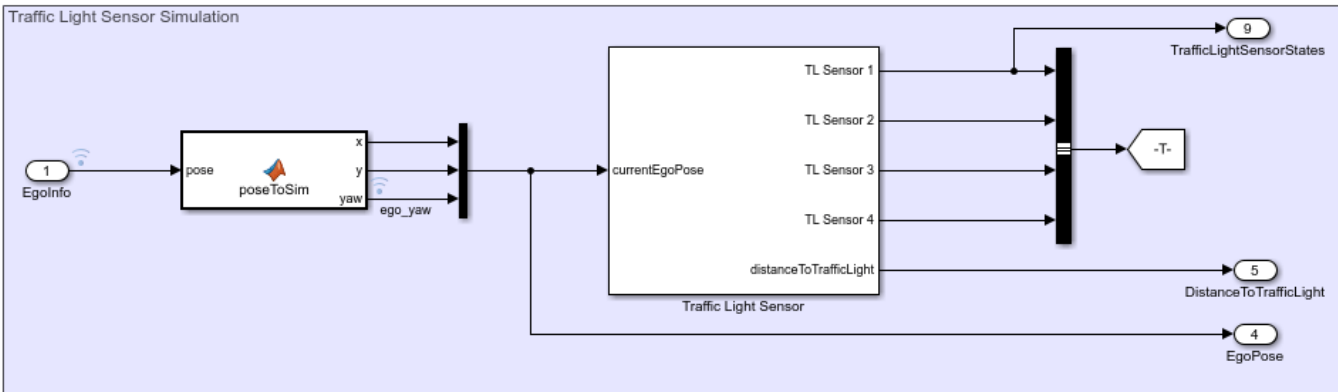 Traffic Light Sensor Simulation
9
TrafficLightSensorStates
TL Sensor 1
TL Sensor 2
TL Sensor 3
TL Sensor 4
distanceToTrafficLight
currentEgoPose
Traffic Light Sensor
1
EgoInfo
pose
poseToSim
x
y
yaw
ego_yaw
-T-
5
DistanceToTrafficLight
4
EgoPose